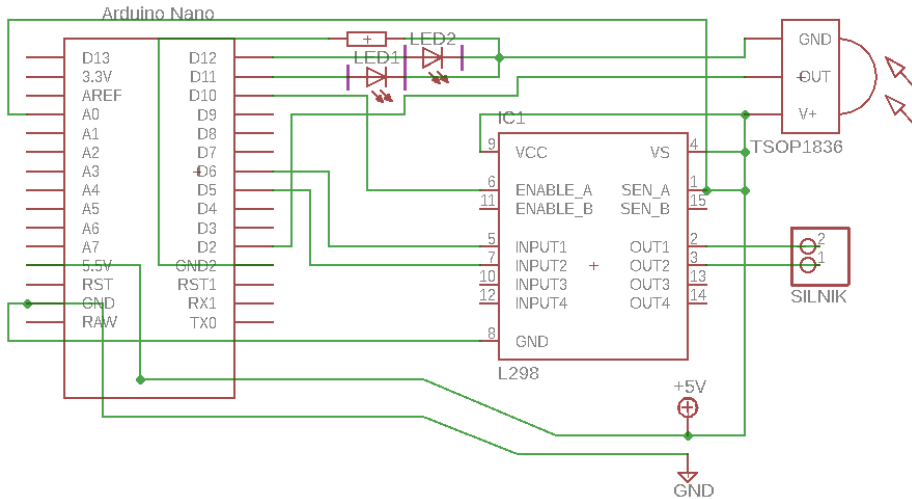 Arduino Nano
D13
3.3V
AREF
A0
A1
A2
A3
A4
A5
A6
A7
5.5V
RST
GND
RAW
D12
D11
D10
D9
D8
D7
D6
D5
D4
D3
D2
GND2
RST1
RX1
TX0
LED1
LED2
GND
OUT
V+
TSOP1836
IC1
9 VCC
6 ENABLE_A
11 ENABLE_B
5 INPUT1
7 INPUT2
10 INPUT3
12 INPUT4
8 GND
VS 4
SEN_A 1
SEN_B 15
OUT1 2
OUT2 3
OUT3 13
OUT4 14
L298
2
1
SILNIK
+5V
GND